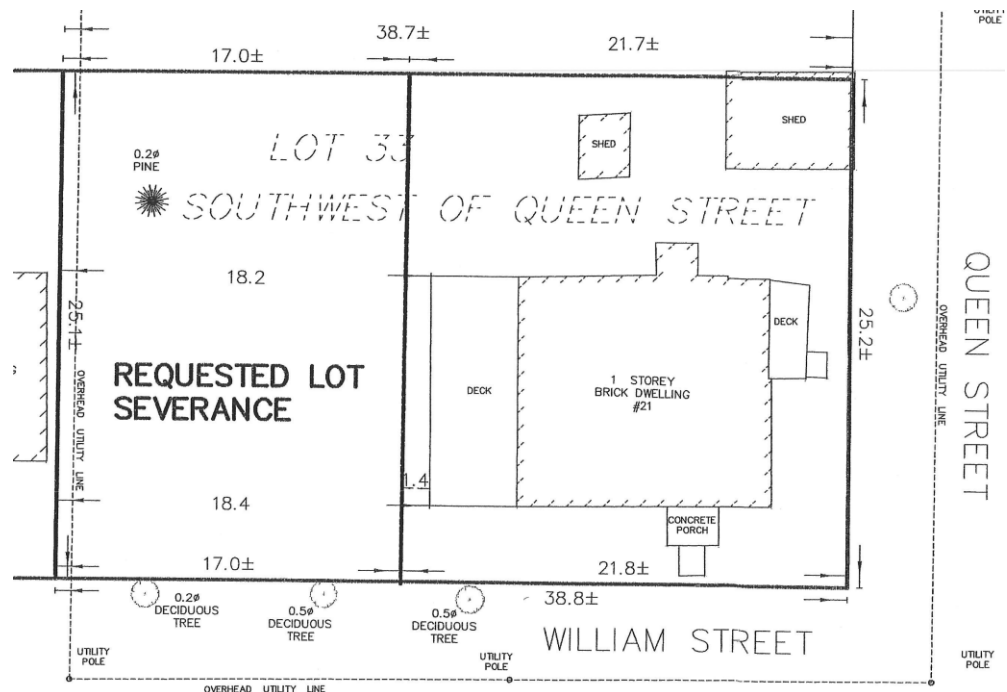 UTILITY
POLE
38.7±
17.0±
21.7±
SHED
SHED
0.2ø
PINE
LOT 33
SOUTHWEST OF QUEEN STREET
18.2
25.1±
OVERHEAD UTILITY LINE
REQUESTED LOT
SEVERANCE
DECK
1 STOREY
BRICK DWELLING
#21
DECK
25.2±
OVERHEAD UTILITY LINE
QUEEN STREET
1.4
18.4
CONCRETE
PORCH
17.0±
21.8±
38.8±
0.2ø
DECIDUOUS
TREE
0.5ø
DECIDUOUS
TREE
0.5ø
DECIDUOUS
TREE
WILLIAM STREET
UTILITY
POLE
UTILITY
POLE
UTILITY
POLE
OVERHEAD UTILITY LINE